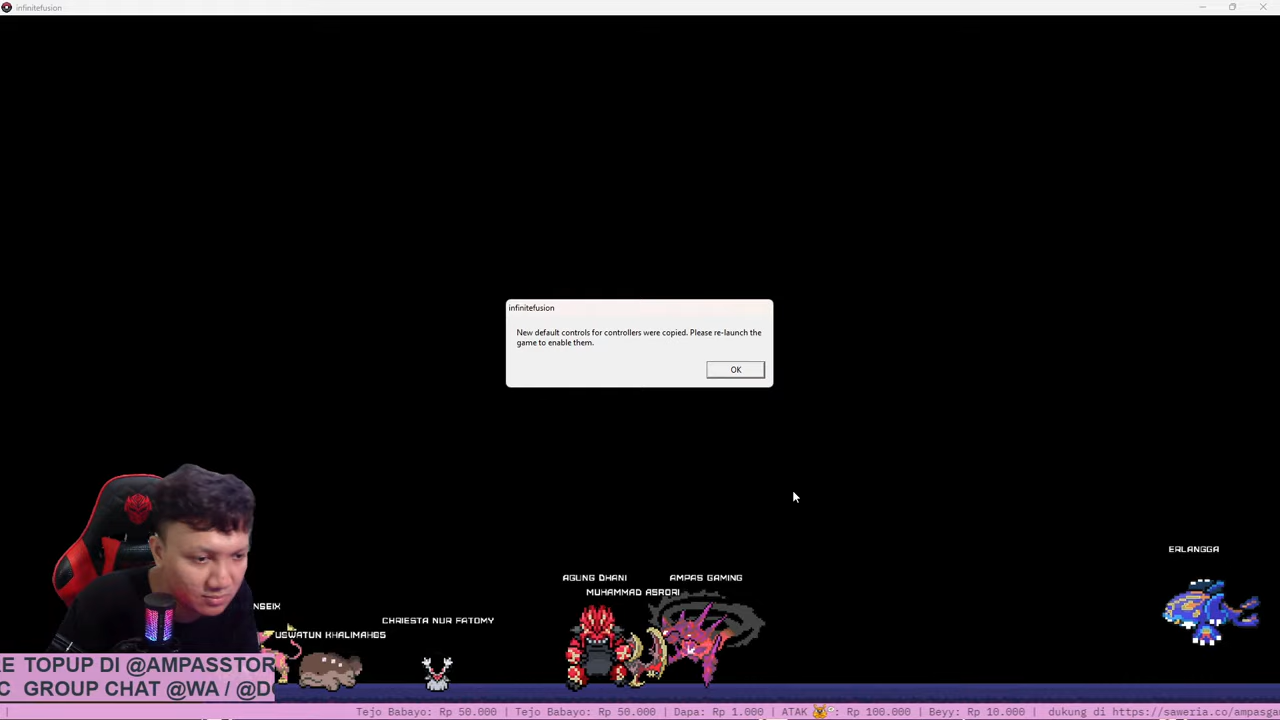 infinitefusion
infinitefusion
New default controls for controllers were copied. Please re-launch the
game to enable them.
OK
ERLANGGA
AGUNG DHANI
AMPAS GAMING
MUHAMMAD ASRORI
NSEIX
CHRIESTA NUR FATOMY
USWATUN KHALIMAH65
LE TOPUP DI @AMPASSTOR
C GROUP CHAT @WA / @D
| Tejo Babayo: Rp 50.000 | Tejo Babayo: Rp 50.000 | Dapa: Rp 1.000 | ATAK 🐯: Rp 100.000 | Beyy: Rp 10.000 | dukung di https://saweria.co/ampasga